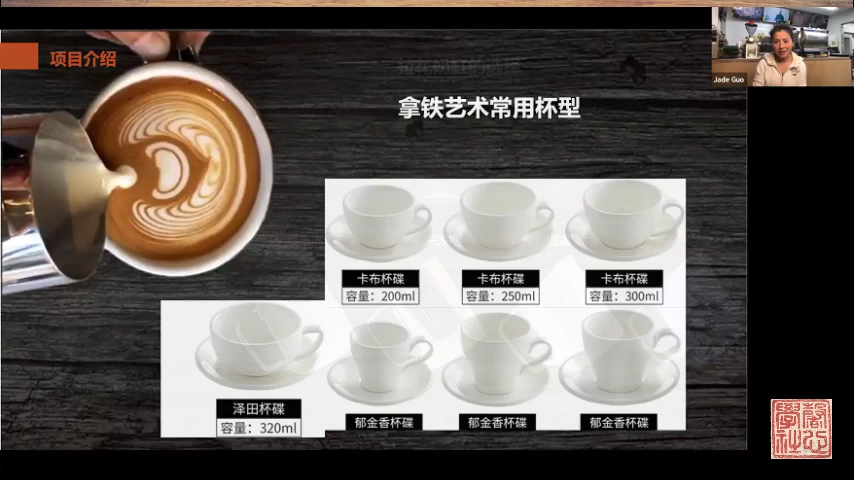 项目介绍
Jade Guo
拿铁艺术常用杯型
卡布杯碟
容量：200ml
卡布杯碟
容量：250ml
卡布杯碟
容量：300ml
泽田杯碟
容量：320ml
郁金香杯碟
郁金香杯碟
郁金香杯碟